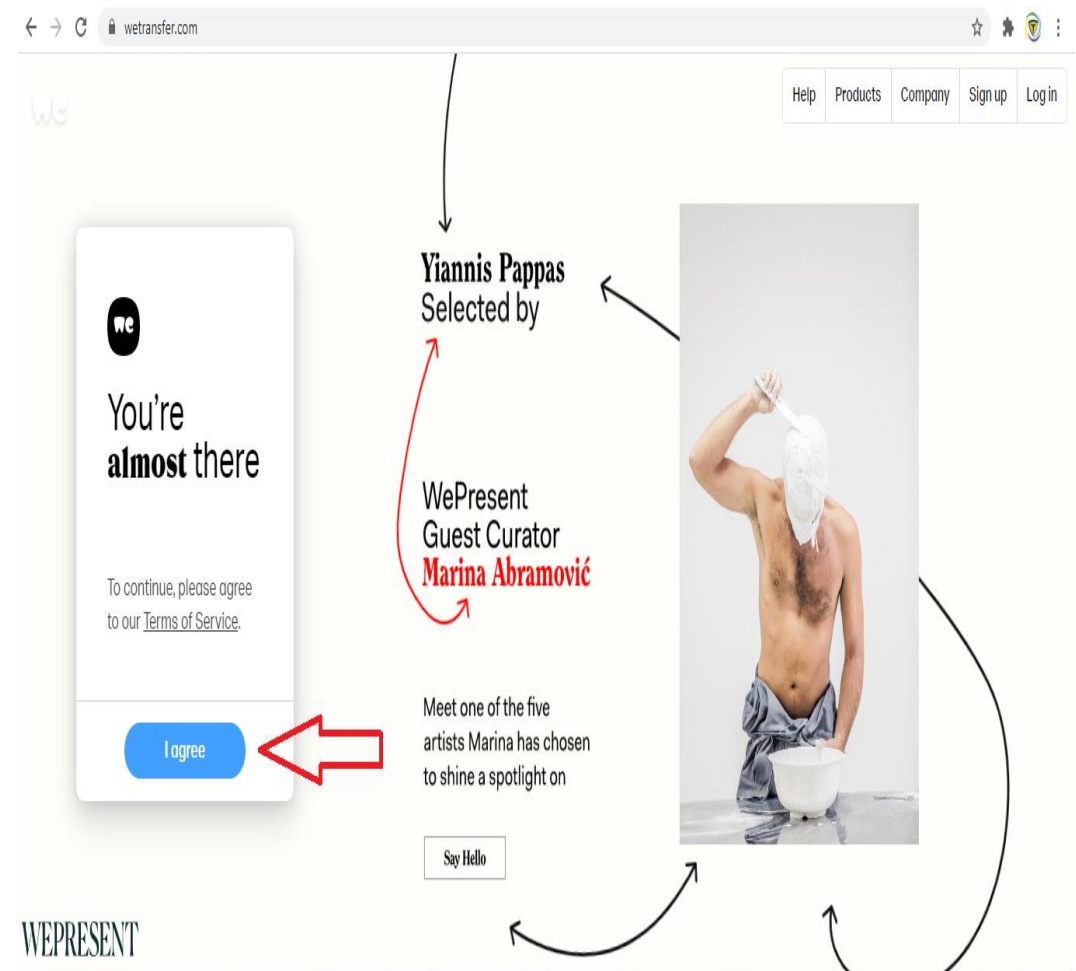 wetransfer.com
Help Products Company Sign up Log in
we
we
You're
almost there
To continue, please agree
to our Terms of Service.
I agree
Yiannis Pappas
Selected by
WePresent
Guest Curator
Marina Abramović
Meet one of the five
artists Marina has chosen
to shine a spotlight on
Say Hello
WEPRESENT